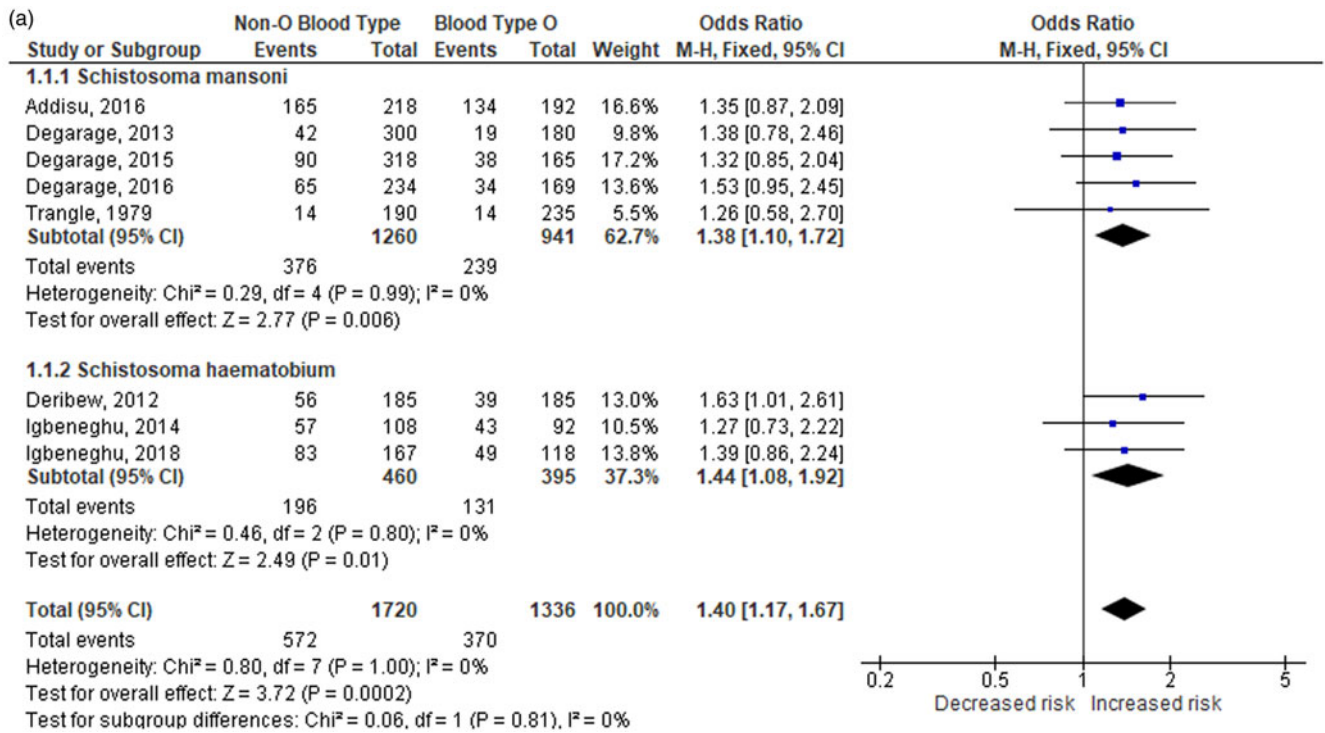 (a)
Non-O Blood Type Blood Type O Odds Ratio Odds Ratio
Study or Subgroup Events Total Events Total Weight M-H, Fixed, 95% CI M-H, Fixed, 95% CI
1.1.1 Schistosoma mansoni
Addisu, 2016 165 218 134 192 16.6% 1.35 [0.87, 2.09]
Degarage, 2013 42 300 19 180 9.8% 1.38 [0.78, 2.46]
Degarage, 2015 90 318 38 165 17.2% 1.32 [0.85, 2.04]
Degarage, 2016 65 234 34 169 13.6% 1.53 [0.95, 2.45]
Trangle, 1979 14 190 14 235 5.5% 1.26 [0.58, 2.70]
Subtotal (95% CI) 1260 941 62.7% 1.38 [1.10, 1.72]
Total events 376 239
Heterogeneity: Chi² = 0.29, df = 4 (P = 0.99); I² = 0%
Test for overall effect: Z = 2.77 (P = 0.006)
1.1.2 Schistosoma haematobium
Deribew, 2012 56 185 39 185 13.0% 1.63 [1.01, 2.61]
Igbeneghu, 2014 57 108 43 92 10.5% 1.27 [0.73, 2.22]
Igbeneghu, 2018 83 167 49 118 13.8% 1.39 [0.86, 2.24]
Subtotal (95% CI) 460 395 37.3% 1.44 [1.08, 1.92]
Total events 196 131
Heterogeneity: Chi² = 0.46, df = 2 (P = 0.80); I² = 0%
Test for overall effect: Z = 2.49 (P = 0.01)
Total (95% CI) 1720 1336 100.0% 1.40 [1.17, 1.67]
Total events 572 370
Heterogeneity: Chi² = 0.80, df = 7 (P = 1.00); I² = 0%
Test for overall effect: Z = 3.72 (P = 0.0002)
Test for subgroup differences: Chi² = 0.06, df = 1 (P = 0.81), I² = 0%
0.2 0.5 1 2 5
Decreased risk Increased risk